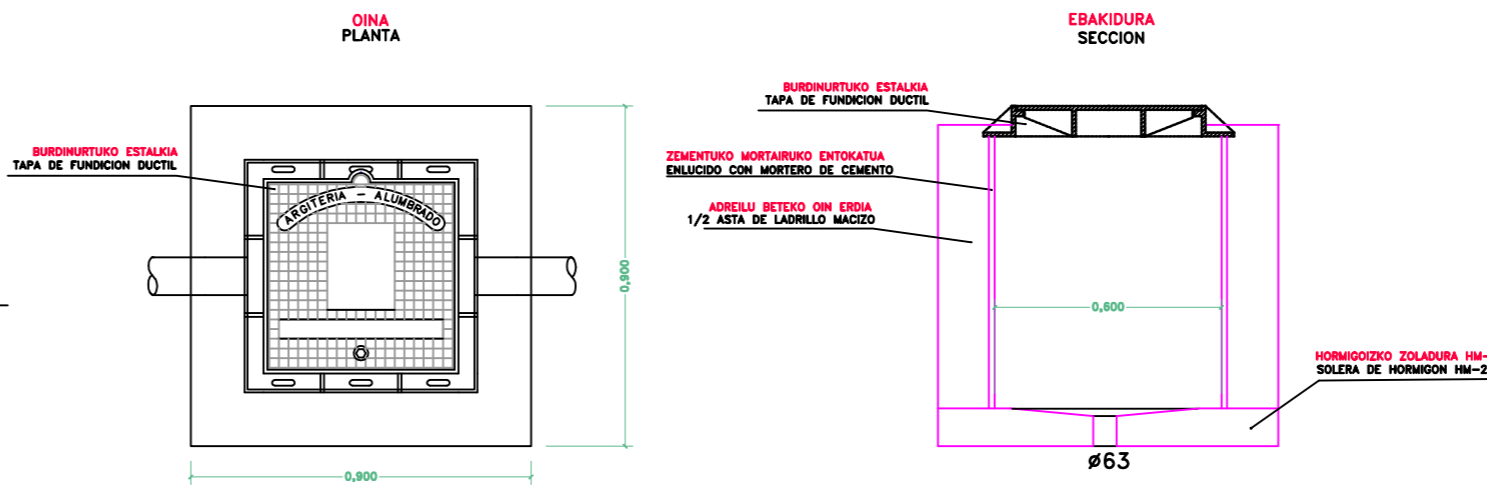 OINA
PLANTA
BURDINURTUKO ESTALKIA
TAPA DE FUNDICION DUCTIL
ARGITERIA - ALUMBRADO
0,900
0,900
EBAKIDURA
SECCION
BURDINURTUKO ESTALKIA
TAPA DE FUNDICION DUCTIL
ZEMENTUKO MORTAIRUKO ENTOKATUA
ENLUCIDO CON MORTERO DE CEMENTO
ADREILU BETEKO OIN ERDIA
1/2 ASTA DE LADRILLO MACIZO
0,600
HORMIGOIZKO ZOLADURA HM-
SOLERA DE HORMIGON HM-2
ø63